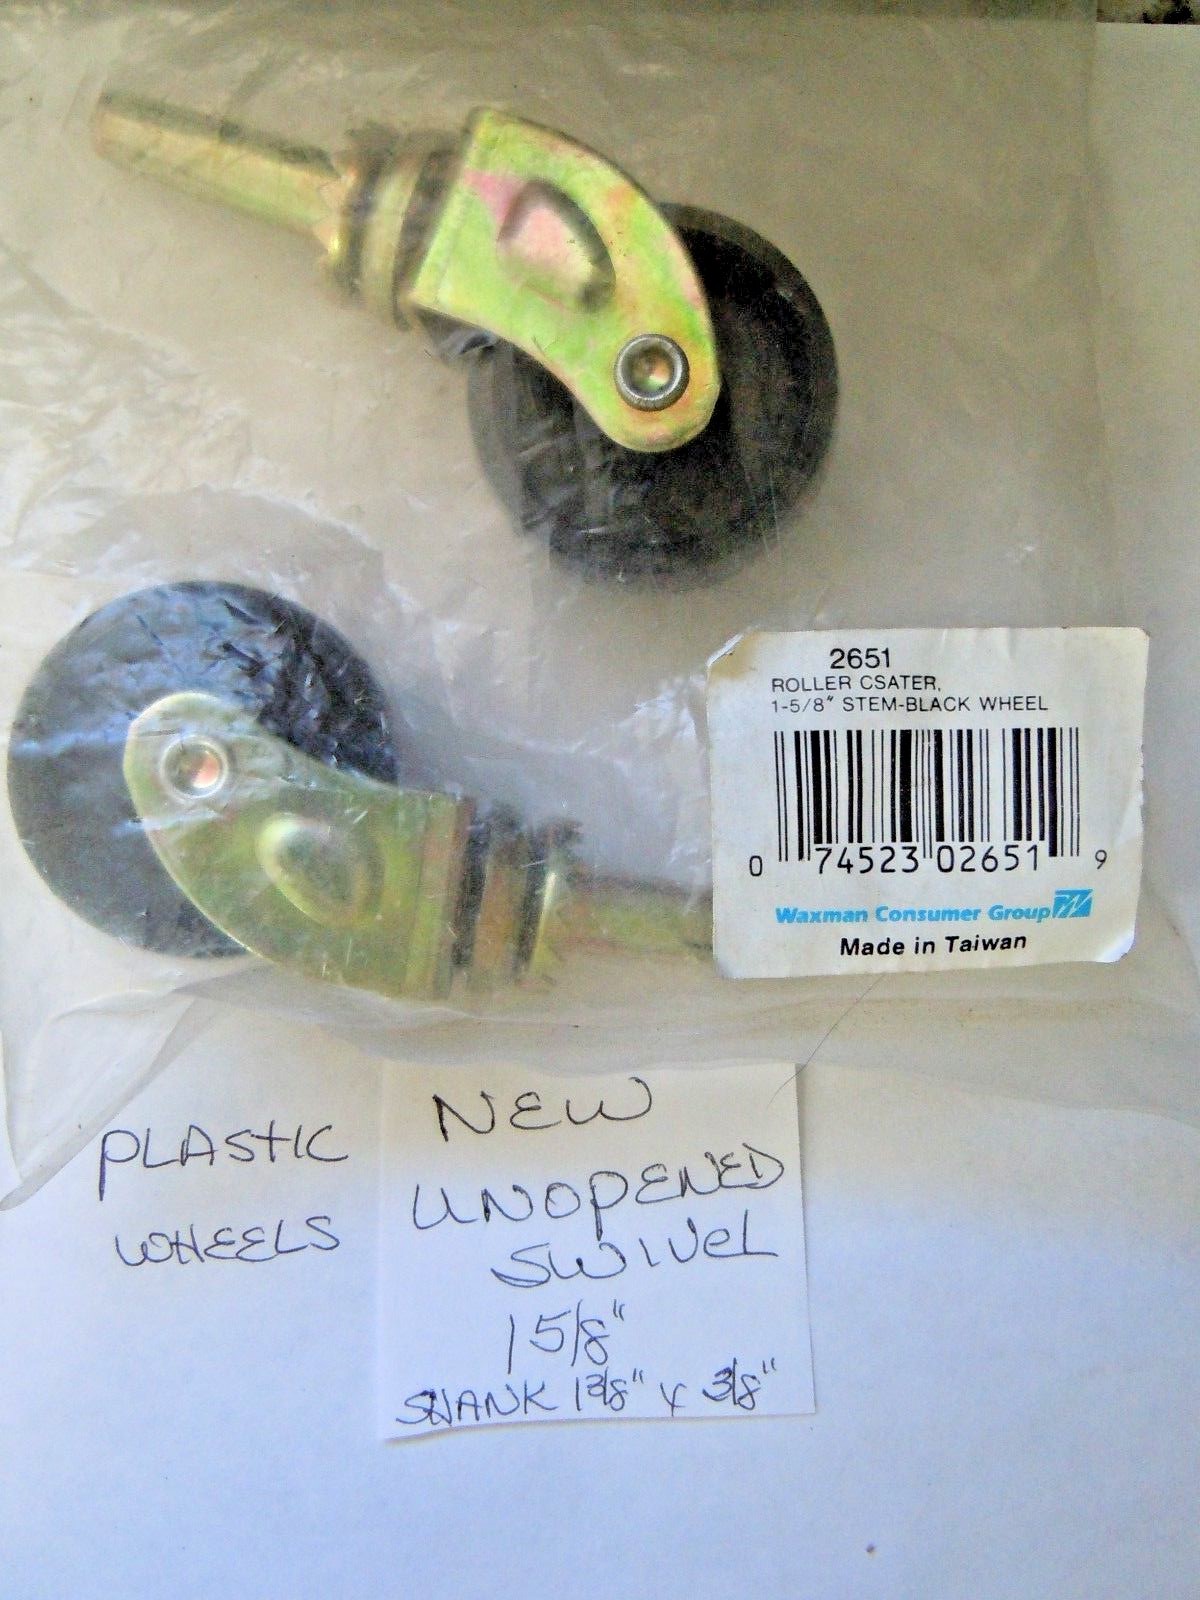 2651
ROLLER CSATER,
1-5/8" STEM-BLACK WHEEL
0 74523 02651 9
Waxman Consumer Group
Made in Taiwan
PLASTIC
WHEELS
NEW
UNOPENED
SWIVEL
1 5/8"
SHANK 1 3/8" x 3/8"